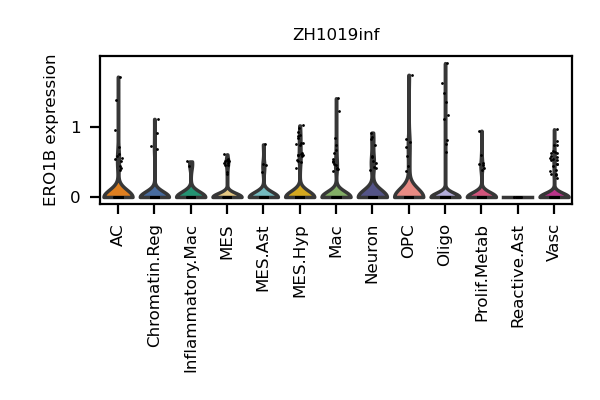 ZH1019inf
ERO1B expression
1
0
AC
Chromatin.Reg
Inflammatory.Mac
MES
MES.Ast
MES.Hyp
Mac
Neuron
OPC
Oligo
Prolif.Metab
Reactive.Ast
Vasc